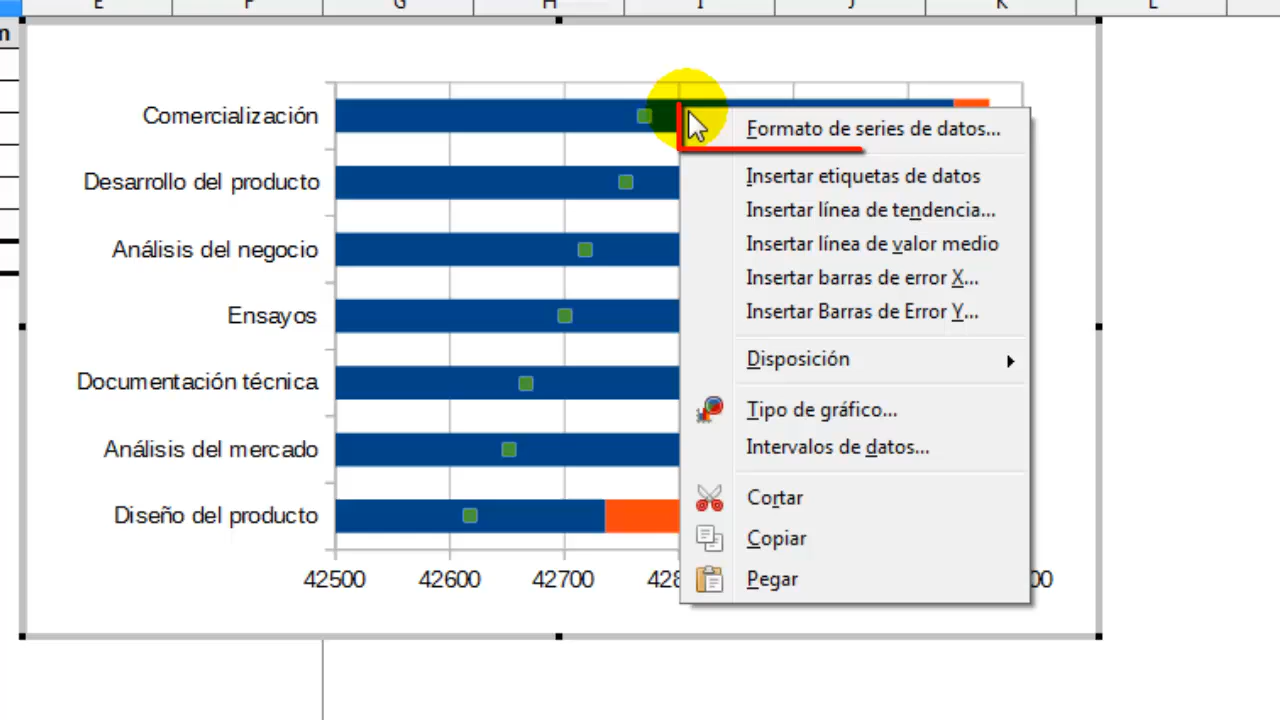 E F G H I J K L
m
Comercialización
Desarrollo del producto
Análisis del negocio
Ensayos
Documentación técnica
Análisis del mercado
Diseño del producto
42500 42600 42700 428 00
Formato de series de datos...
Insertar etiquetas de datos
Insertar línea de tendencia...
Insertar línea de valor medio
Insertar barras de error X...
Insertar Barras de Error Y...
Disposición
Tipo de gráfico...
Intervalos de datos...
Cortar
Copiar
Pegar